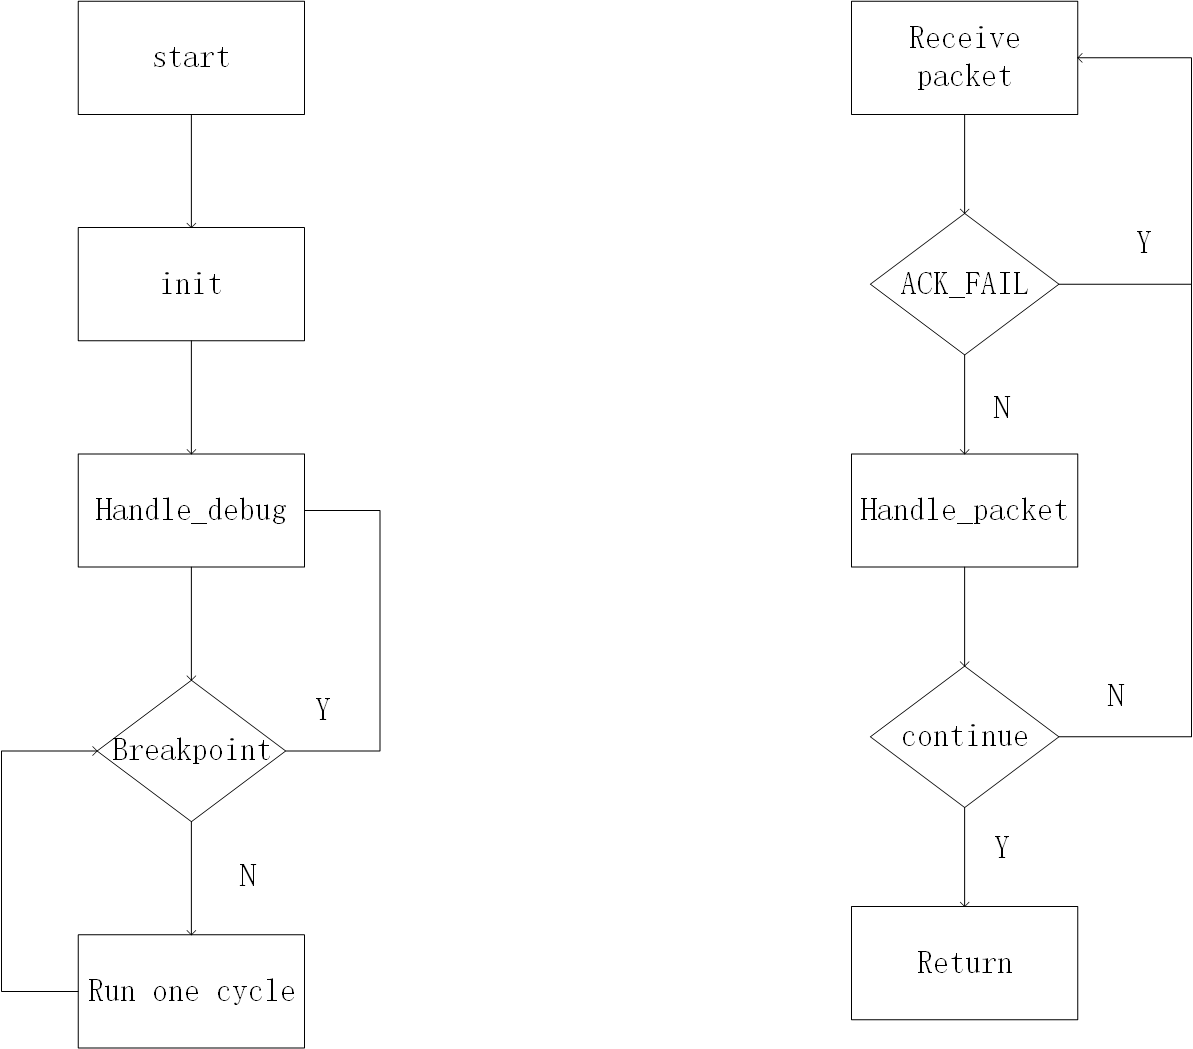 start
init
Handle_debug
Y
Breakpoint
N
Run one cycle
Receive
packet
Y
ACK_FAIL
N
Handle_packet
N
continue
Y
Return